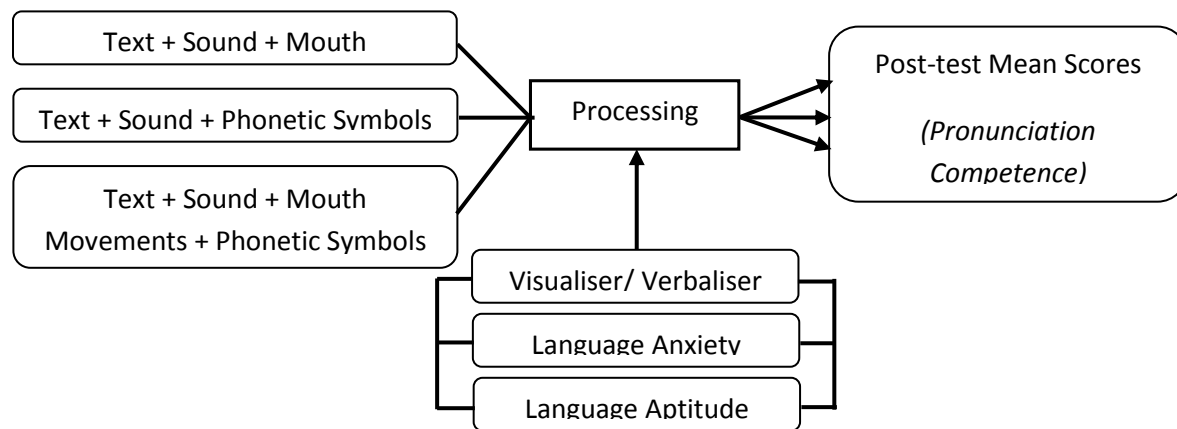 Text + Sound + Mouth
Text + Sound + Phonetic Symbols
Text + Sound + Mouth
Movements + Phonetic Symbols
Processing
Post-test Mean Scores
(Pronunciation
Competence)
Visualiser/ Verbaliser
Language Anxiety
Language Aptitude